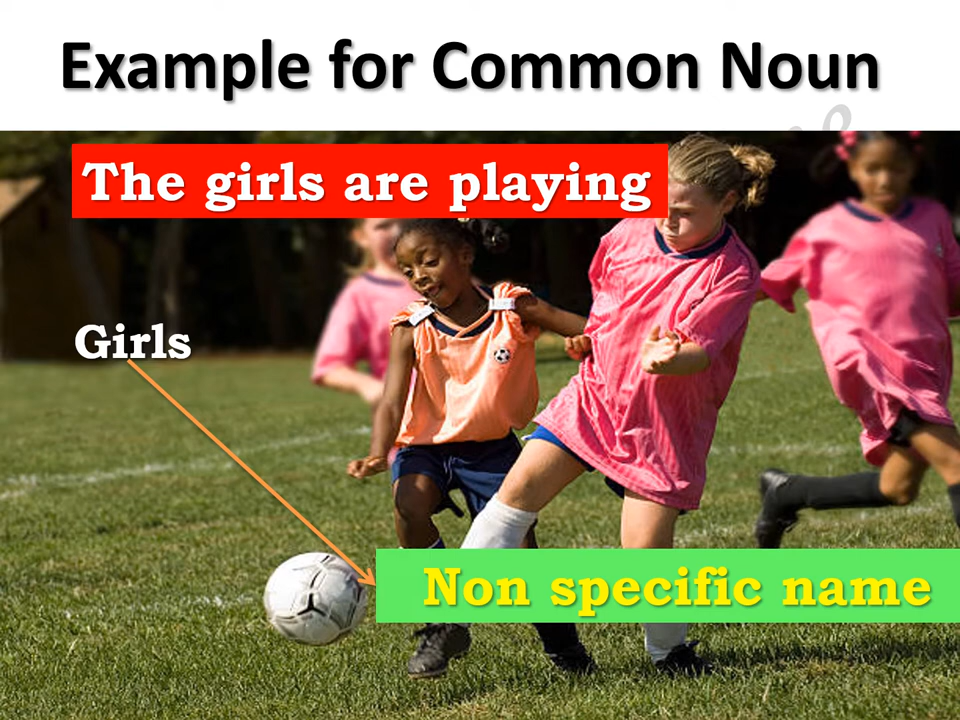 Example for Common Noun
The girls are playing
Girls
Non specific name